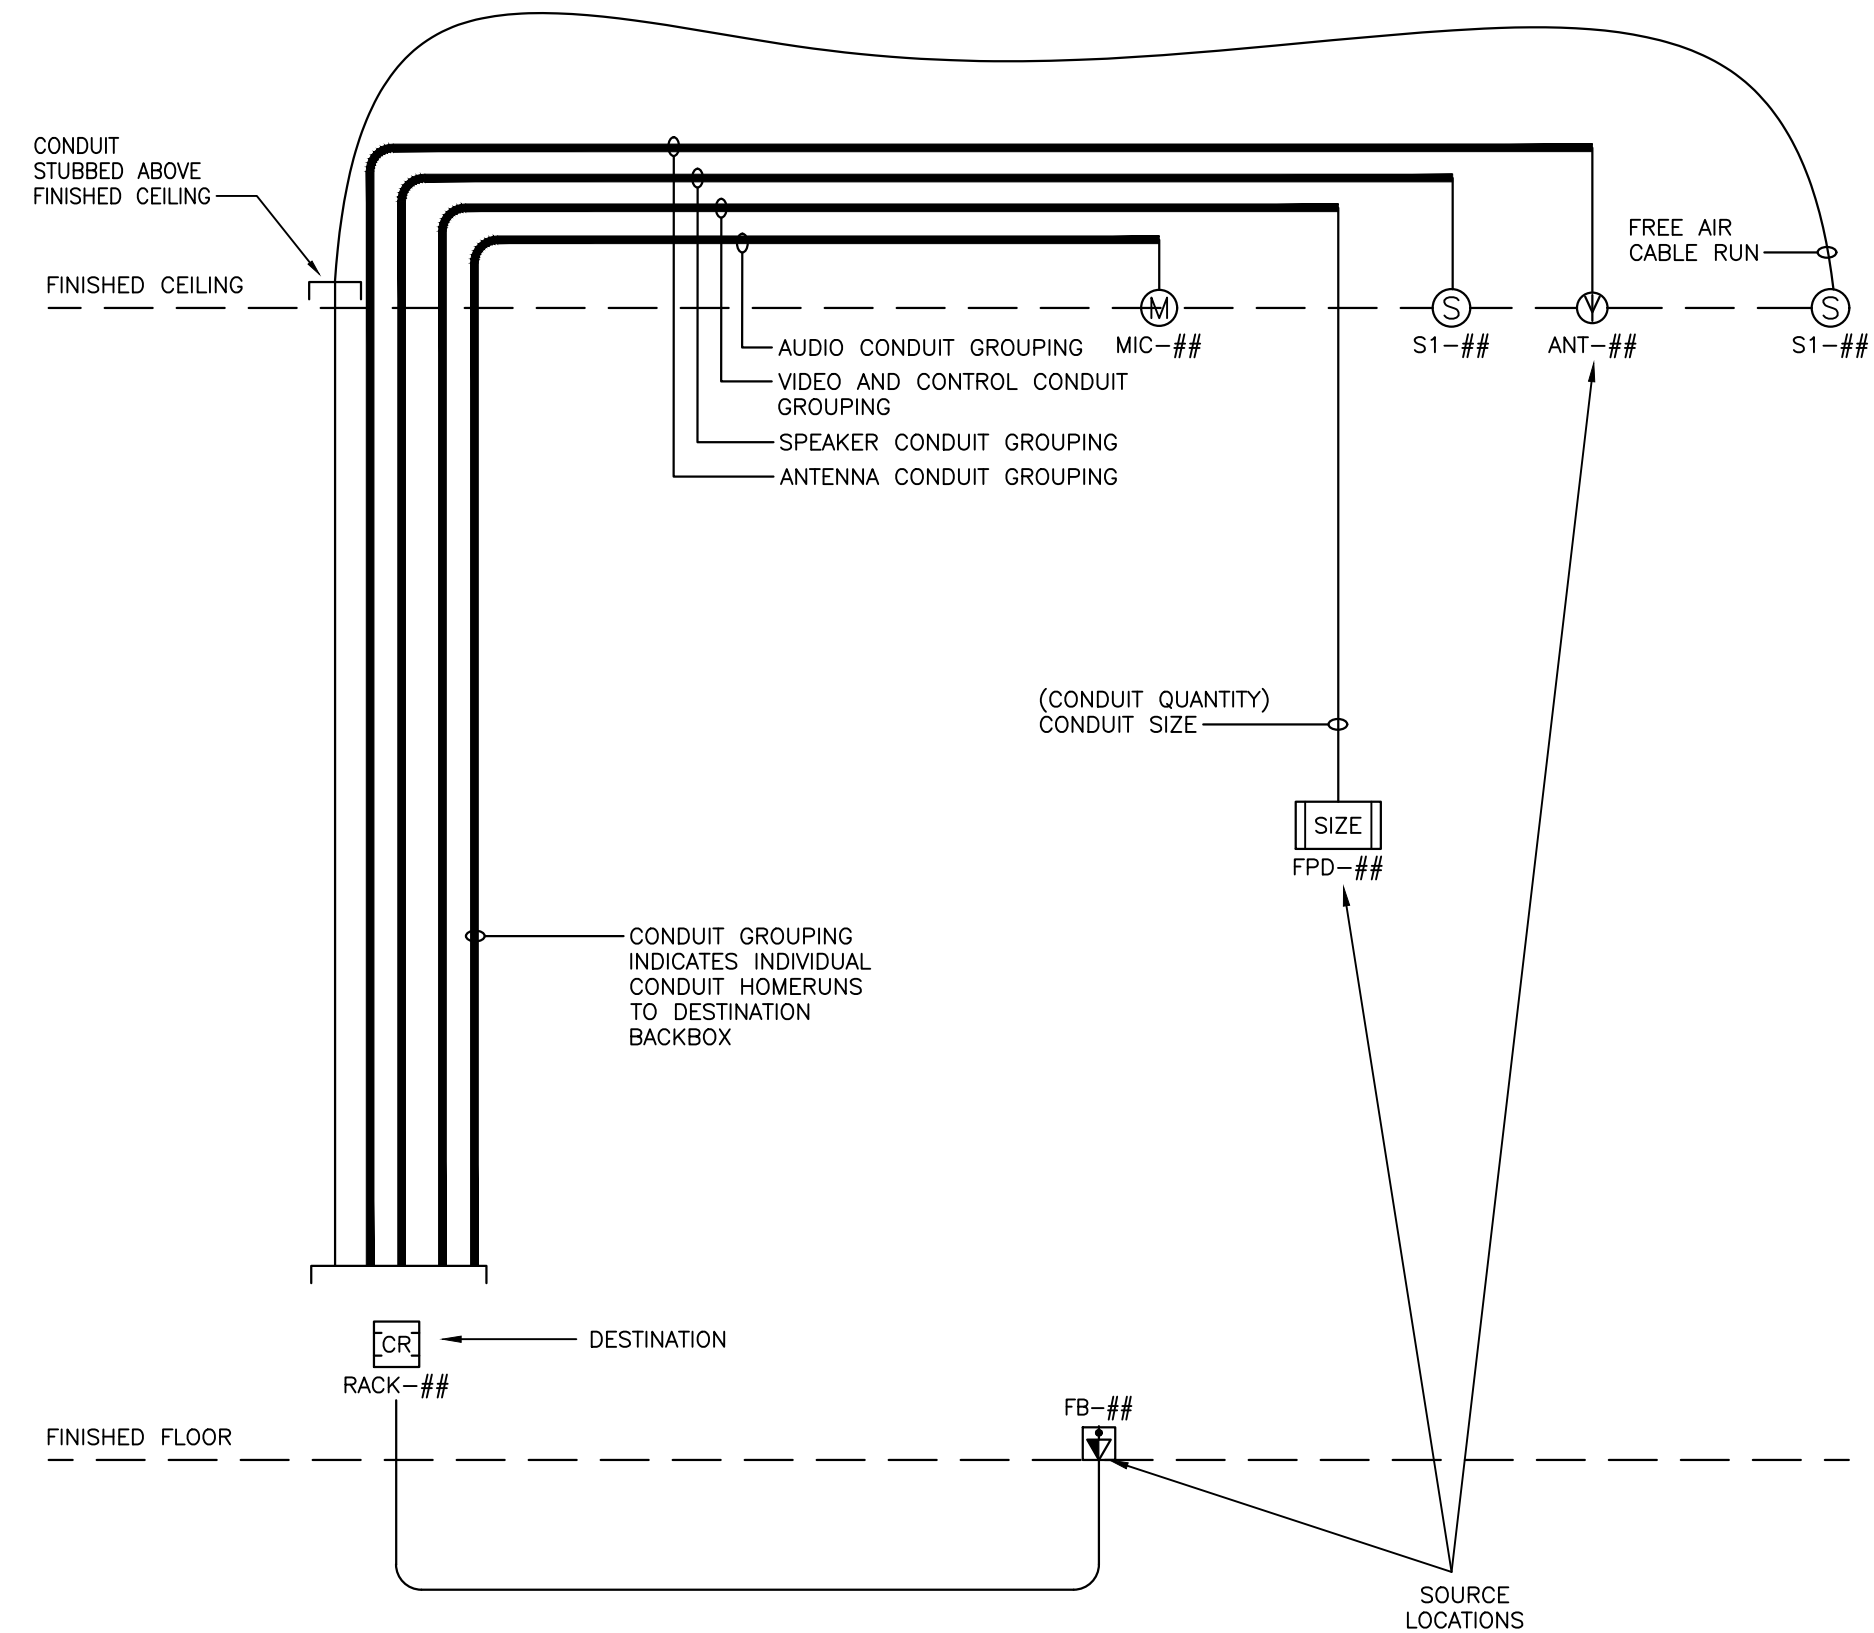 CONDUIT
STUBBED ABOVE
FINISHED CEILING
FREE AIR
CABLE RUN
FINISHED CEILING
M
S
S
MIC-##
S1-##
ANT-##
S1-##
AUDIO CONDUIT GROUPING
VIDEO AND CONTROL CONDUIT
GROUPING
SPEAKER CONDUIT GROUPING
ANTENNA CONDUIT GROUPING
(CONDUIT QUANTITY)
CONDUIT SIZE
SIZE
FPD-##
CONDUIT GROUPING
INDICATES INDIVIDUAL
CONDUIT HOMERUNS
TO DESTINATION
BACKBOX
CR
DESTINATION
RACK-##
FB-##
FINISHED FLOOR
SOURCE
LOCATIONS